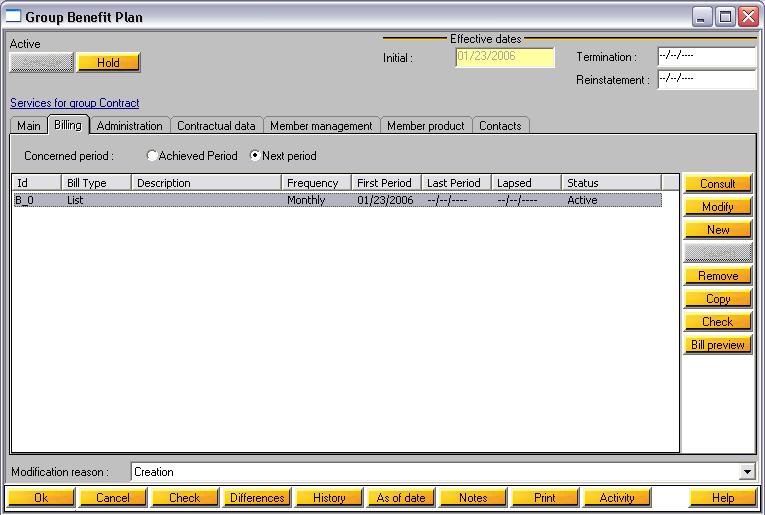 Group Benefit Plan
Active
Effective dates
Hold
Initial : 01/23/2006
Termination : --/--/----
Reinstatement : --/--/----
Services for group Contract
Main Billing Administration Contractual data Member management Member product Contacts
Concerned period : Achieved Period Next period
Id Bill Type Description Frequency First Period Last Period Lapsed Status
B_0 List Monthly 01/23/2006 --/--/---- --/--/---- Active
Consult
Modify
New
Remove
Copy
Check
Bill preview
Modification reason : Creation
Ok Cancel Check Differences History As of date Notes Print Activity Help